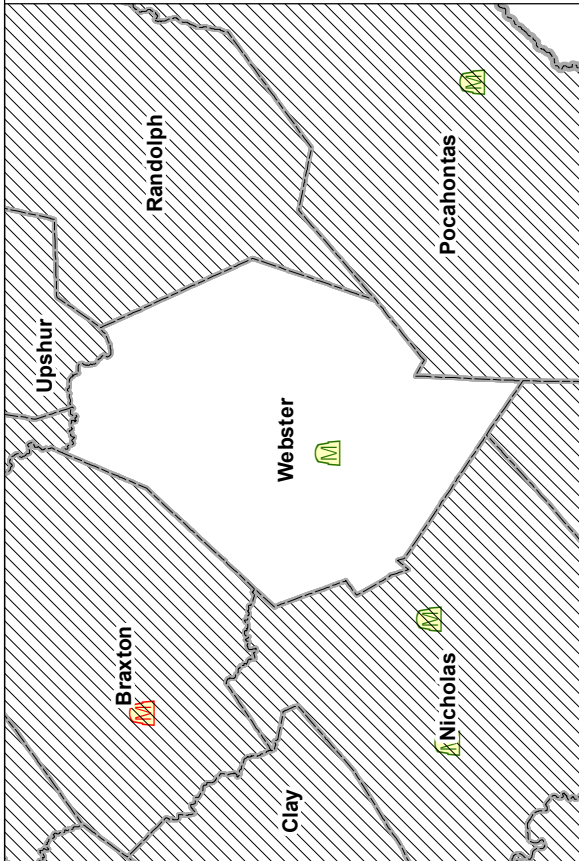 Upshur
Braxton
M
Randolph
Clay
Webster
M
M
Nicholas
Pocahontas
M